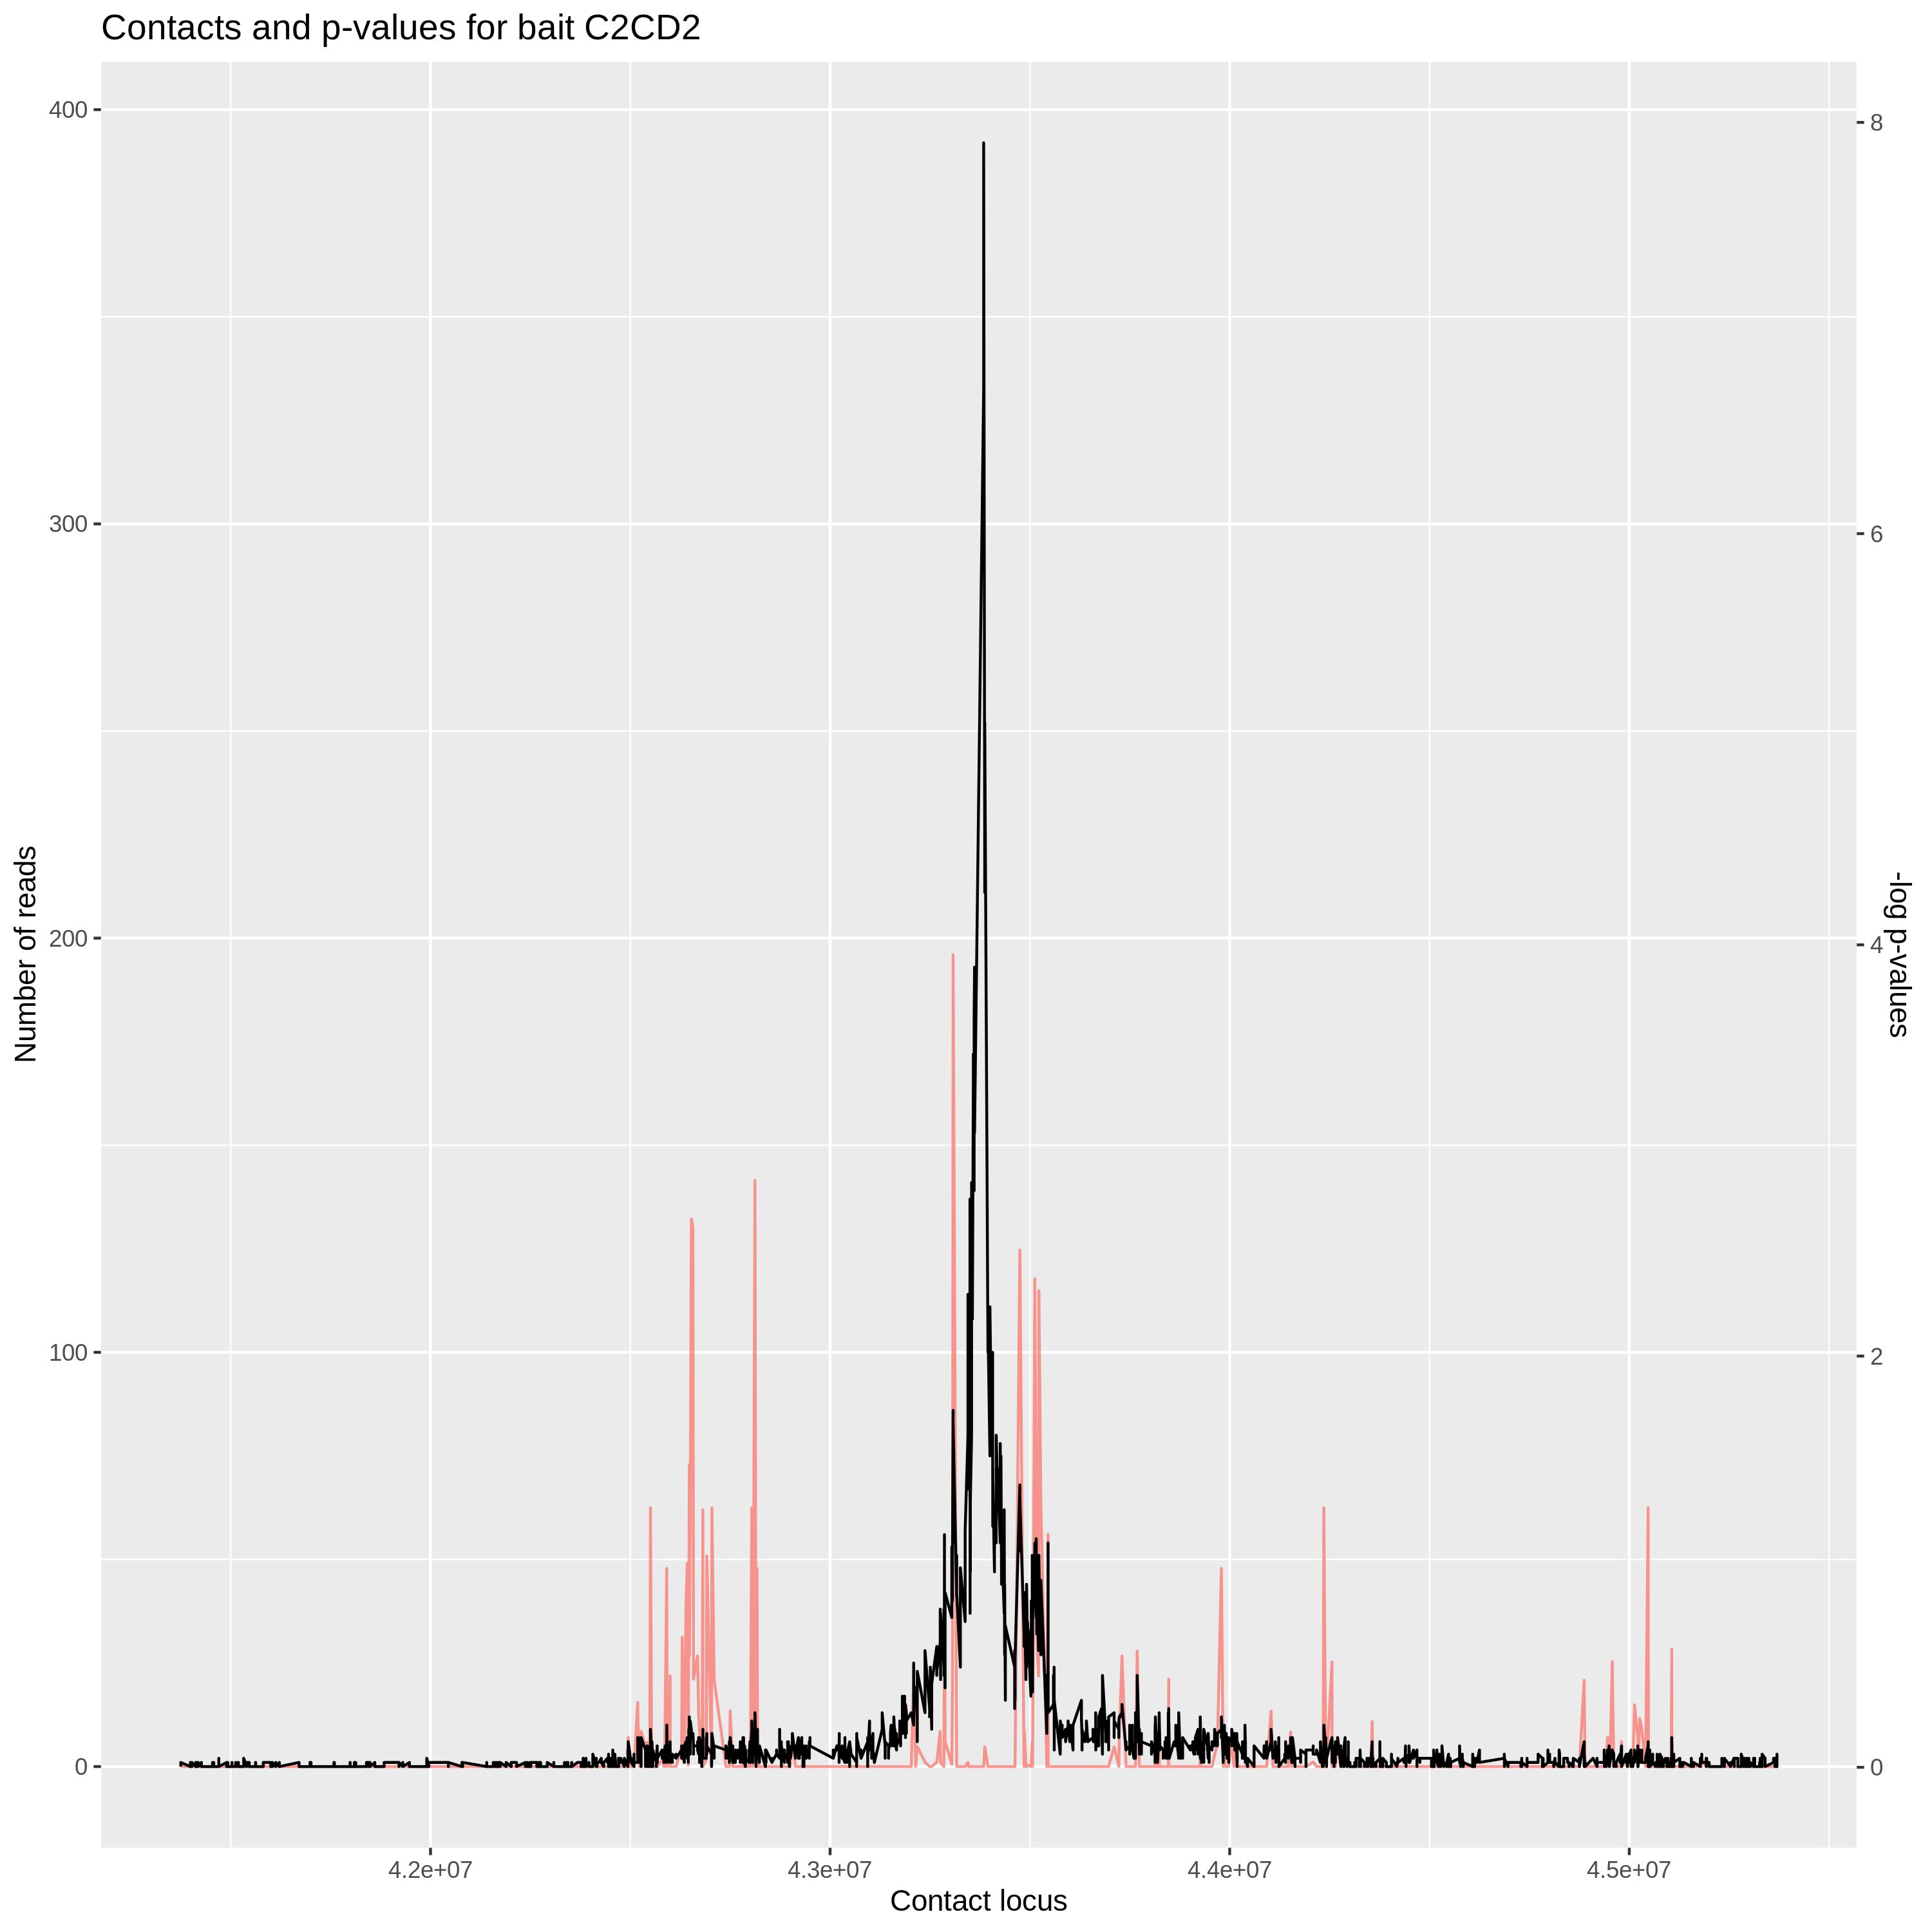 Contacts and p-values for bait C2CD2
400
300
200
100
0
Number of reads
8
6
4
2
0
-log p-values
4.2e+07
4.3e+07
4.4e+07
4.5e+07
Contact locus